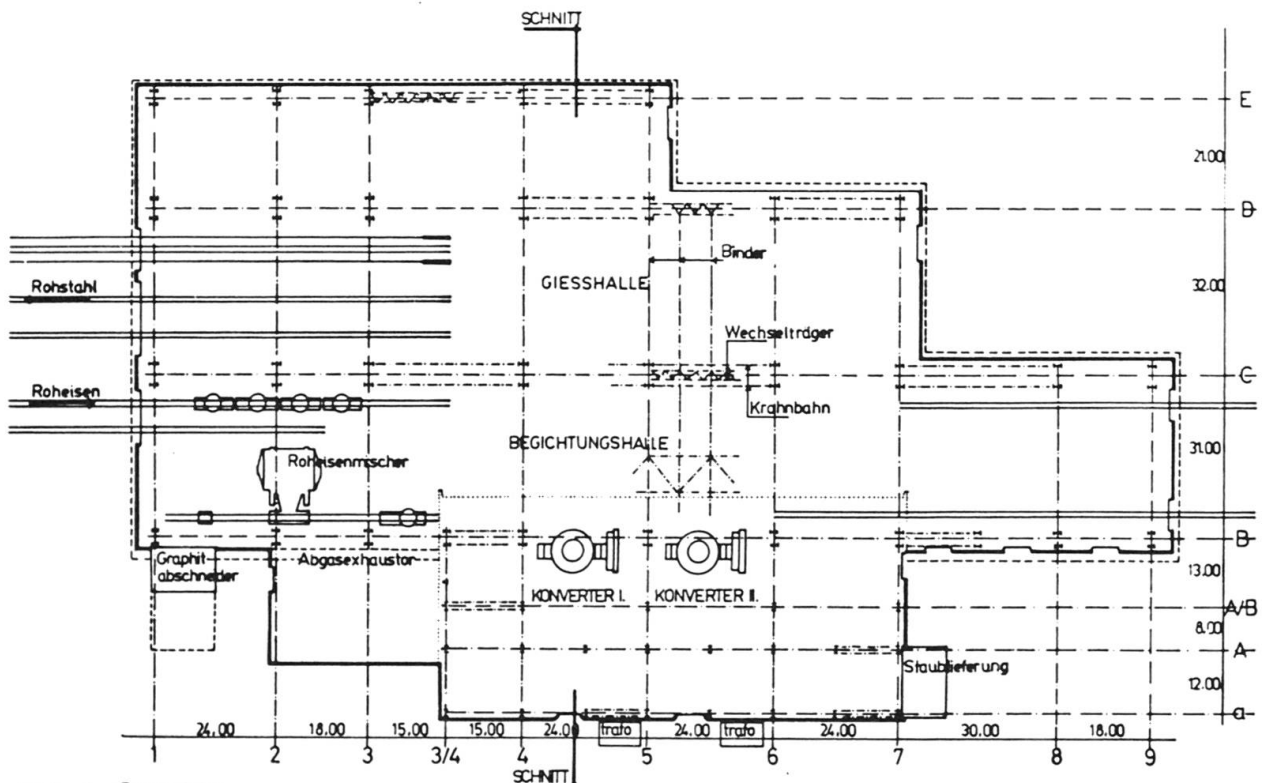 SCHNITT
E
21.00
D
Binder
GIESSHALLE
32.00
Rohstahl
Wechselträger
C
Roheisen
Krahnbahn
BEGICHTUNGSHALLE
31.00
Roheisenmischer
B
Graphit-
abschneider
Abgasexhaustor
13.00
KONVERTER I.
KONVERTER II.
A/B
8.00
A
Staublieferung
12.00
a
24.00
18.00
15.00
15.00
24.00
trafo
24.00
trafo
24.00
30.00
18.00
1
2
3
3/4
4
5
6
7
8
9
SCHNITT